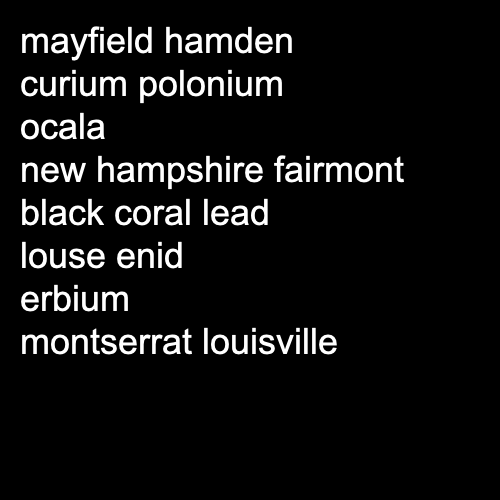 mayfield hamden
curium polonium
ocala
new hampshire fairmont
black coral lead
louse enid
erbium
montserrat louisville